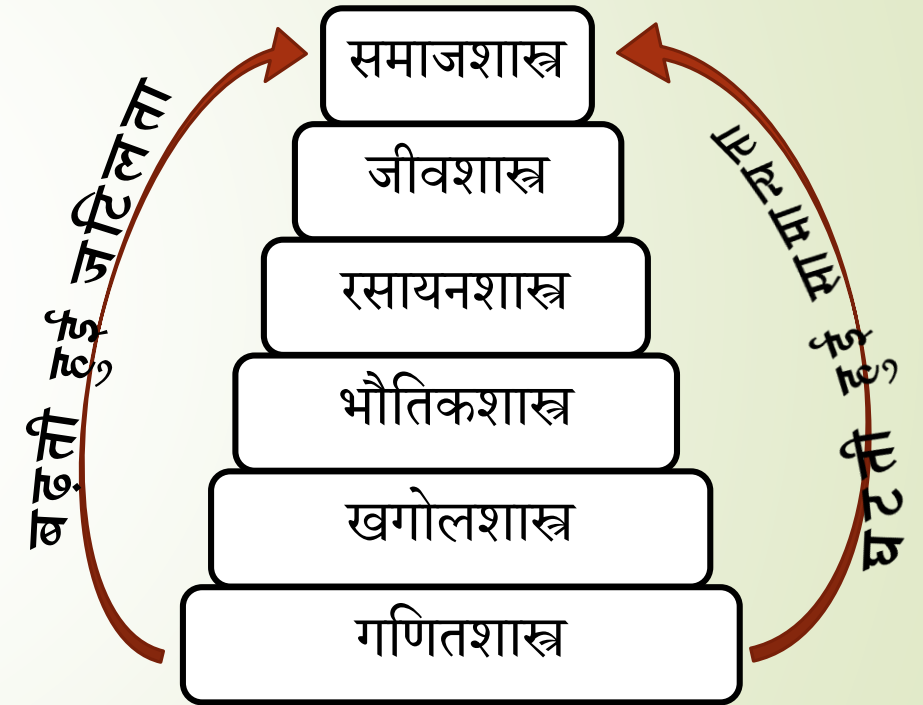 समाजशास्त्र
जीवशास्त्र
रसायनशास्त्र
भौतिकशास्त्र
खगोलशास्त्र
गणितशास्त्र
बढ़ती हुई जटिलता
घटती हुई सामान्यता